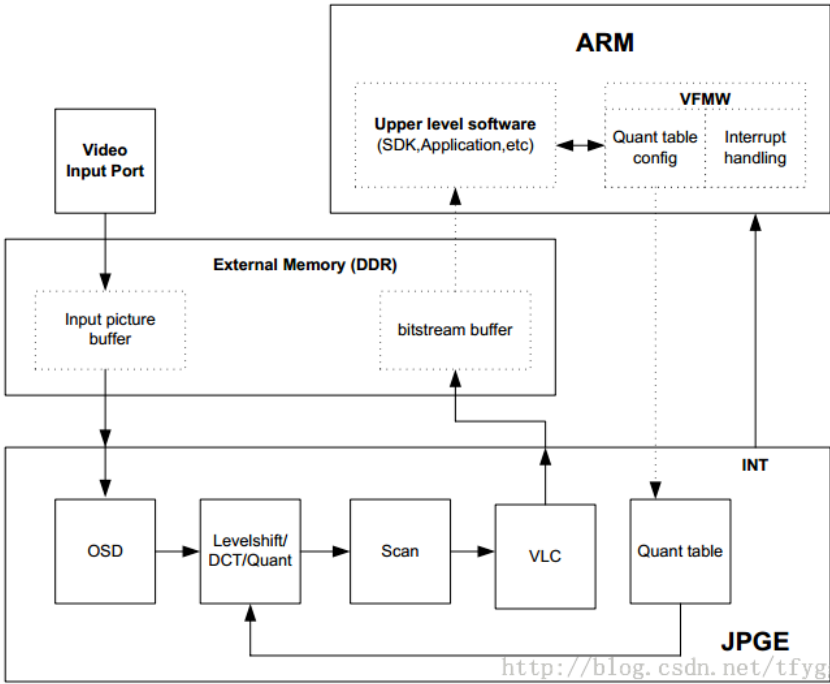 ARM
VFMW
Upper level software
(SDK,Application,etc)
Quant table
config
Interrupt
handling
Video
Input Port
External Memory (DDR)
Input picture
buffer
bitstream buffer
INT
OSD
Levelshift/
DCT/Quant
Scan
VLC
Quant table
JPGE
http://blog.csdn.net/tfyg